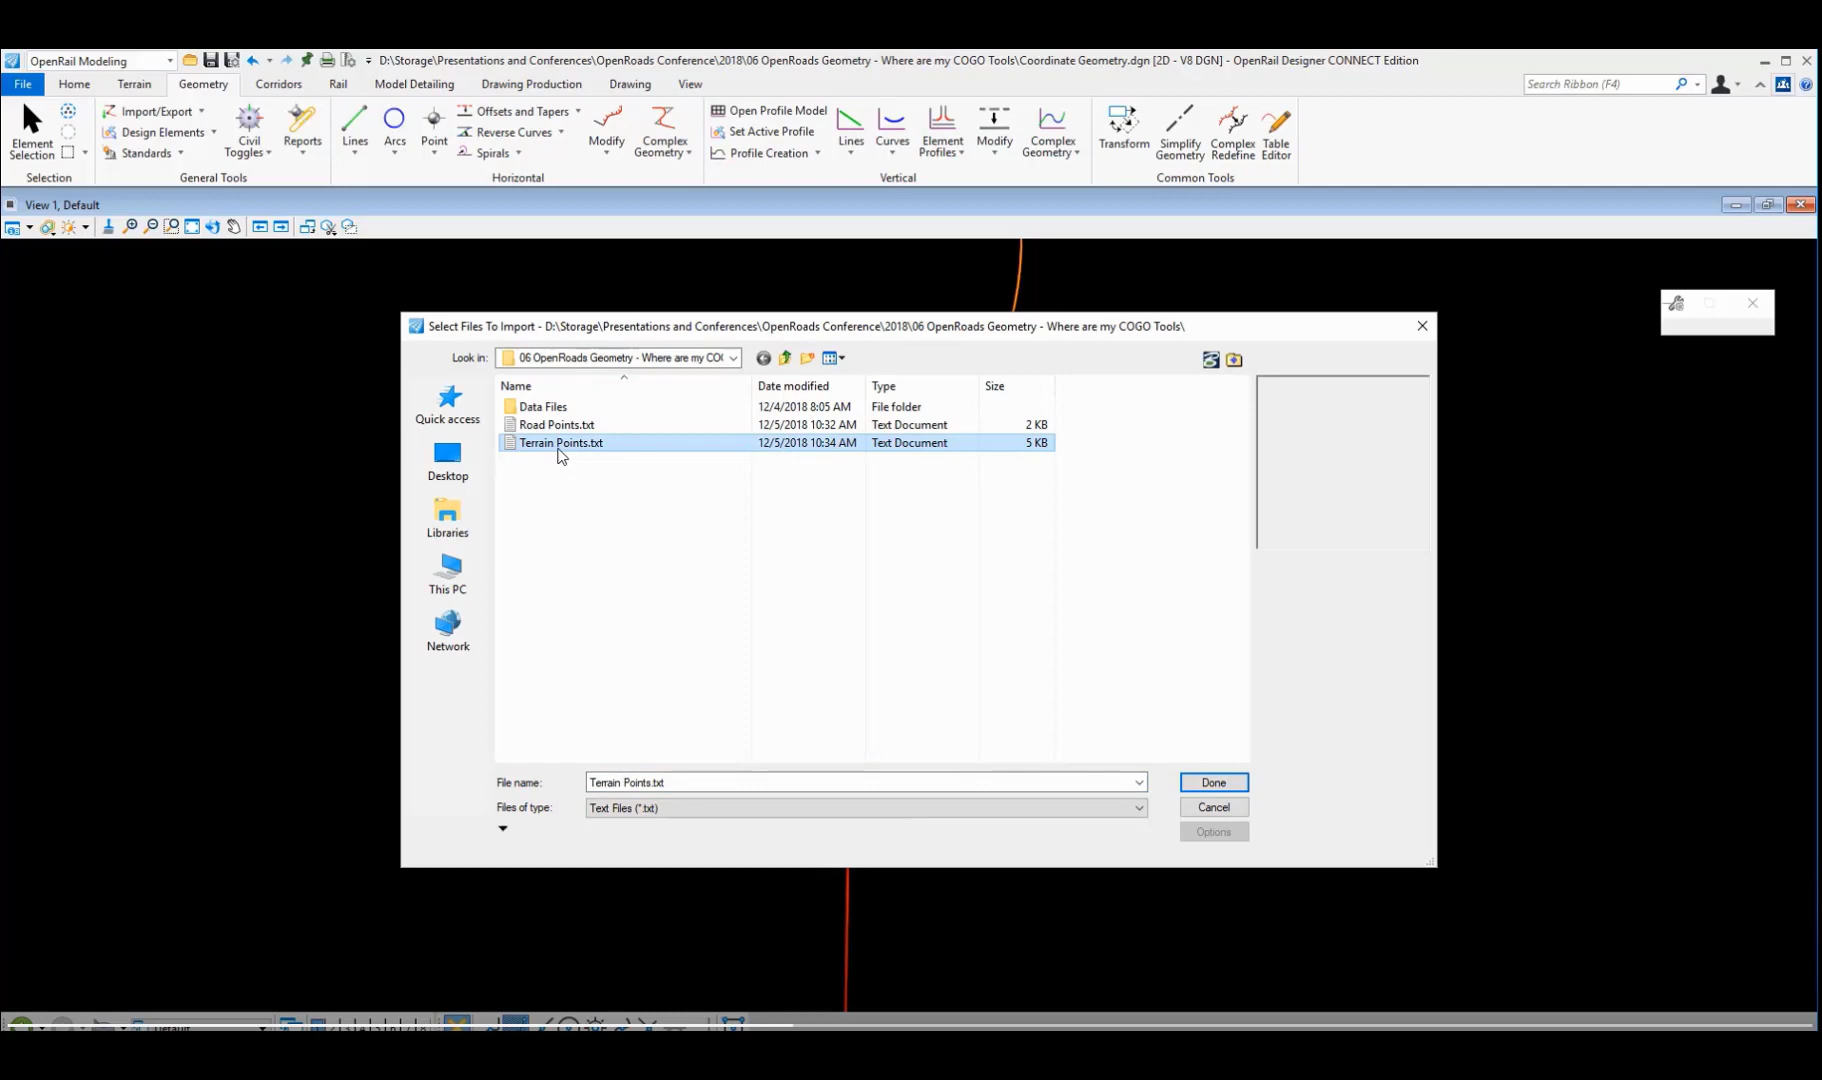 OpenRail Modeling D:\Storage\Presentations and Conferences\OpenRoads Conference\2018\06 OpenRoads Geometry - Where are my COGO Tools\Coordinate Geometry.dgn [2D - V8 DGN] - OpenRail Designer CONNECT Edition
File Home Terrain Geometry Corridors Rail Model Detailing Drawing Production Drawing View Search Ribbon (F4)
Import/Export Offsets and Tapers Open Profile Model
Design Elements Reverse Curves Set Active Profile
Standards Spirals Profile Creation
Element Selection Civil Toggles Reports Lines Arcs Point Modify Complex Geometry Lines Curves Element Profiles Modify Complex Geometry Transform Simplify Geometry Complex Redefine Table Editor
Selection General Tools Horizontal Vertical Common Tools
View 1, Default
Select Files To Import - D:\Storage\Presentations and Conferences\OpenRoads Conference\2018\06 OpenRoads Geometry - Where are my COGO Tools\
Look in: 06 OpenRoads Geometry - Where are my CO
Name Date modified Type Size
Data Files 12/4/2018 8:05 AM File folder
Road Points.txt 12/5/2018 10:32 AM Text Document 2 KB
Terrain Points.txt 12/5/2018 10:34 AM Text Document 5 KB
Quick access
Desktop
Libraries
This PC
Network
File name: Terrain Points.txt Done
Files of type: Text Files (*.txt) Cancel
Options
Default